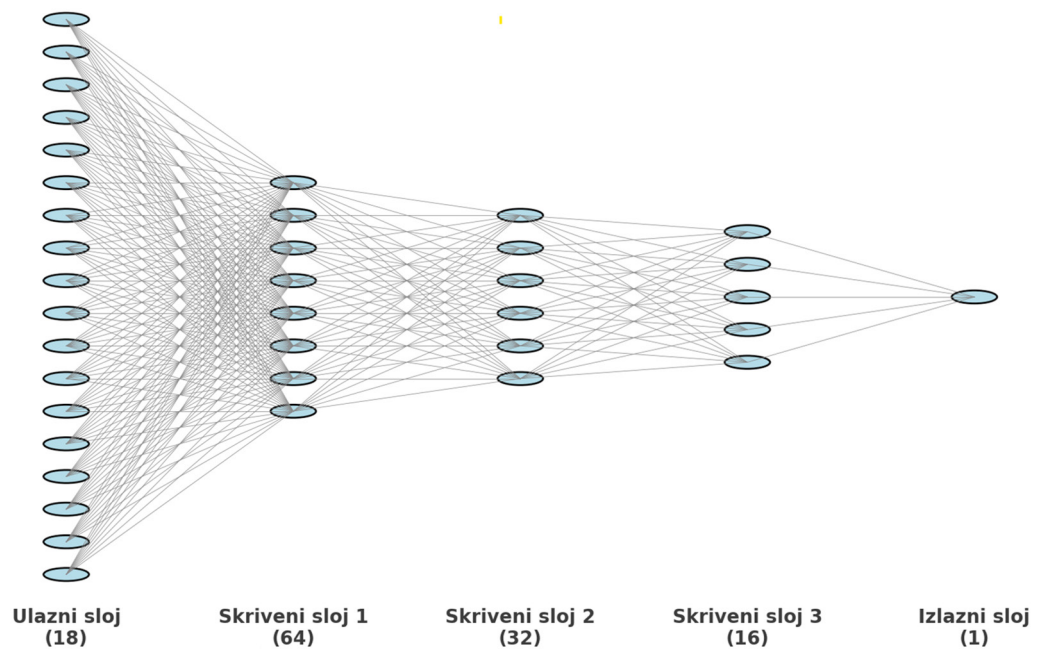 Ulazni sloj
(18)
Skriveni sloj 1
(64)
Skriveni sloj 2
(32)
Skriveni sloj 3
(16)
Izlazni sloj
(1)